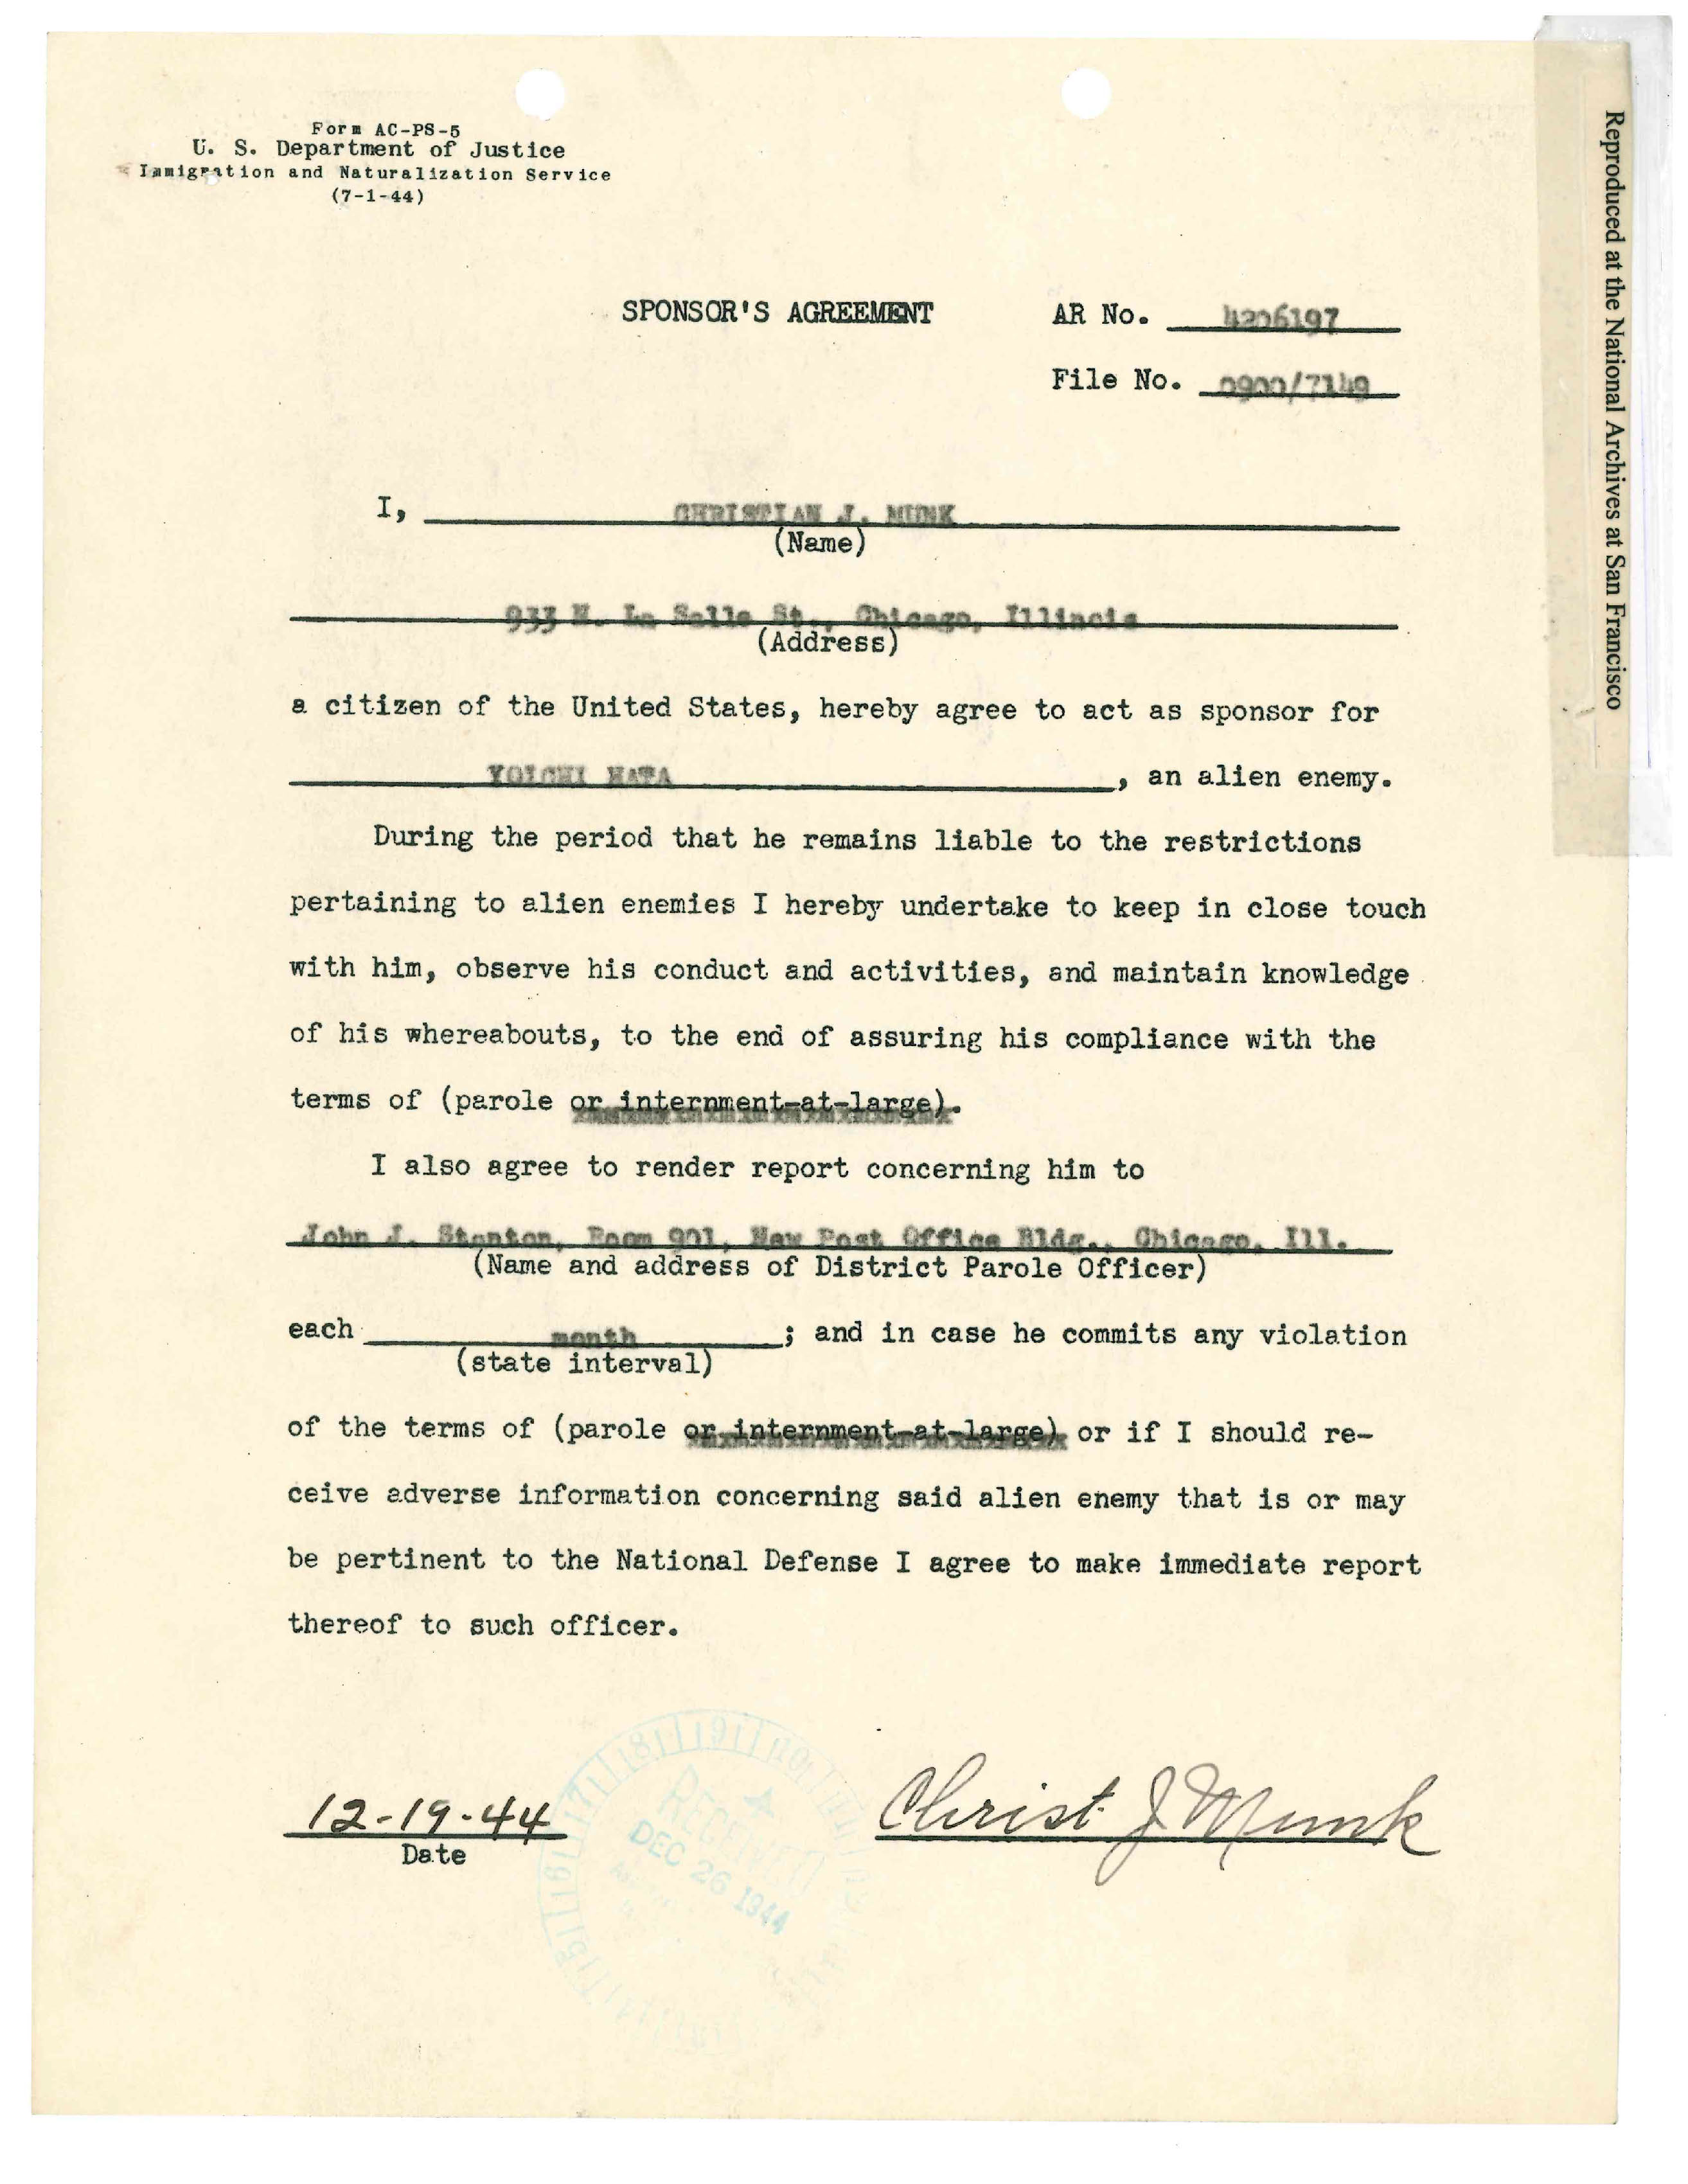 Form AC-PS-5
U. S. Department of Justice
Immigration and Naturalization Service
(7-1-44)
SPONSOR'S AGREEMENT
AR No. 4206197
File No. 0900/7149
I, CHRISTIAN J. MUNK
(Name)
933 N. La Salle St., Chicago, Illinois
(Address)
a citizen of the United States, hereby agree to act as sponsor for
YOICHI HATA, an alien enemy.
During the period that he remains liable to the restrictions
pertaining to alien enemies I hereby undertake to keep in close touch
with him, observe his conduct and activities, and maintain knowledge
of his whereabouts, to the end of assuring his compliance with the
terms of (parole or internment-at-large).
I also agree to render report concerning him to
John J. Stanton, Room 901, New Post Office Bldg., Chicago, Ill.
(Name and address of District Parole Officer)
each month; and in case he commits any violation
(state interval)
of the terms of (parole or internment-at-large) or if I should re-
ceive adverse information concerning said alien enemy that is or may
be pertinent to the National Defense I agree to make immediate report
thereof to such officer.
12-19-44
Date
Christ J Munk
RECEIVED
DEC 26 1944
Reproduced at the National Archives at San Francisco